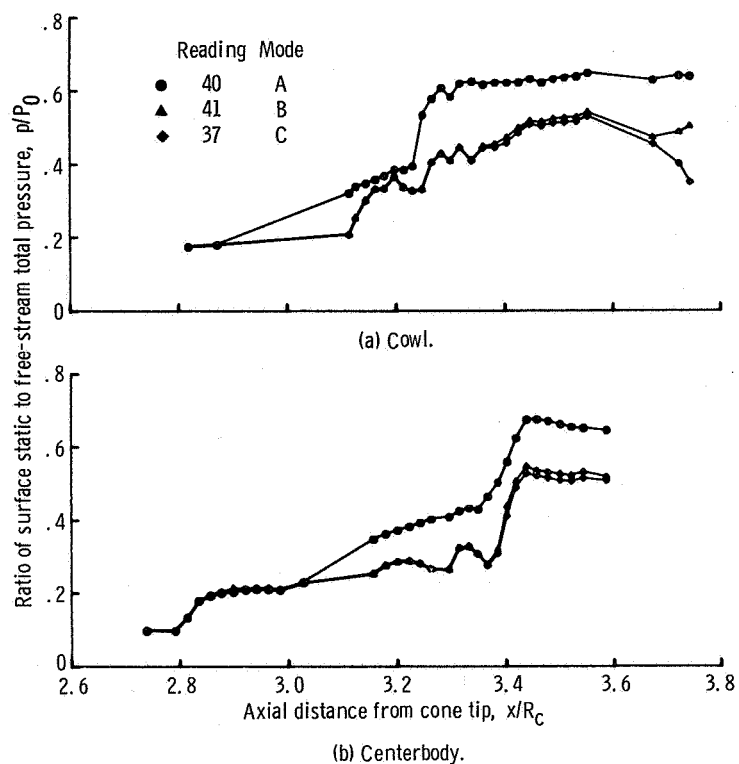 Ratio of surface static to free-stream total pressure, p/P0
.8
.6
.4
.2
0
Reading Mode
40 A
41 B
37 C
(a) Cowl.
.8
.6
.4
.2
0
2.6 2.8 3.0 3.2 3.4 3.6 3.8
Axial distance from cone tip, x/Rc
(b) Centerbody.